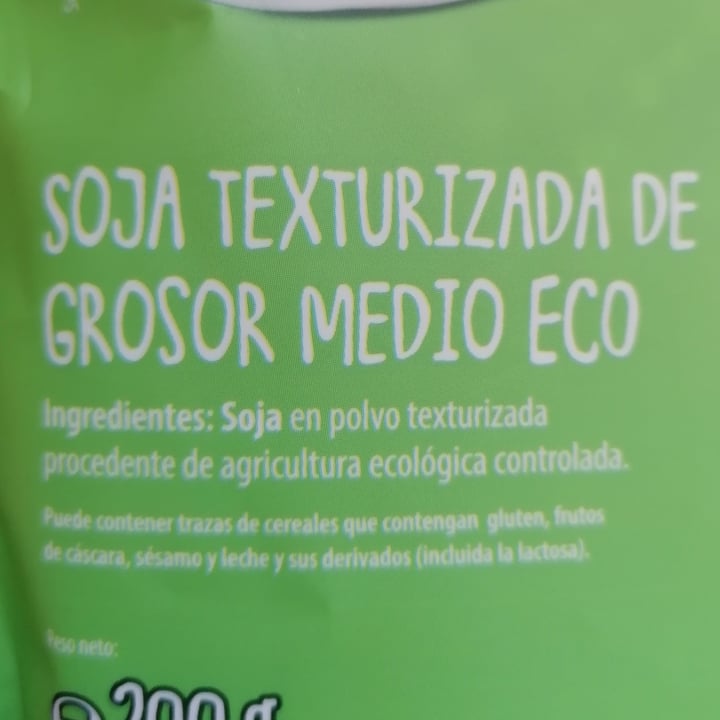 SOJA TEXTURIZADA DE
GROSOR MEDIO ECO
Ingredientes: Soja en polvo texturizada
procedente de agricultura ecológica controlada.
Puede contener trazas de cereales que contengan gluten, frutos
de cáscara, sésamo y leche y sus derivados (incluida la lactosa).
Peso neto:
200 g